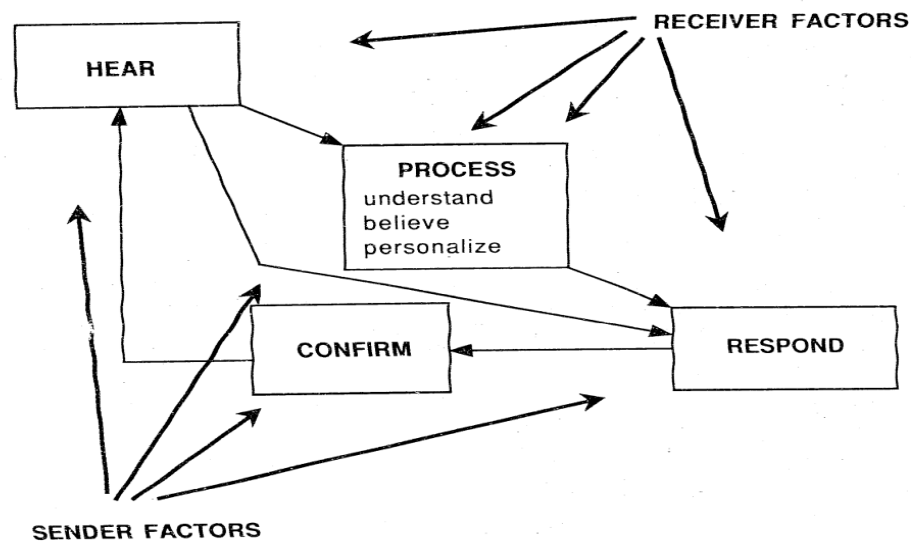 RECEIVER FACTORS
HEAR
PROCESS
understand
believe
personalize
CONFIRM
RESPOND
SENDER FACTORS